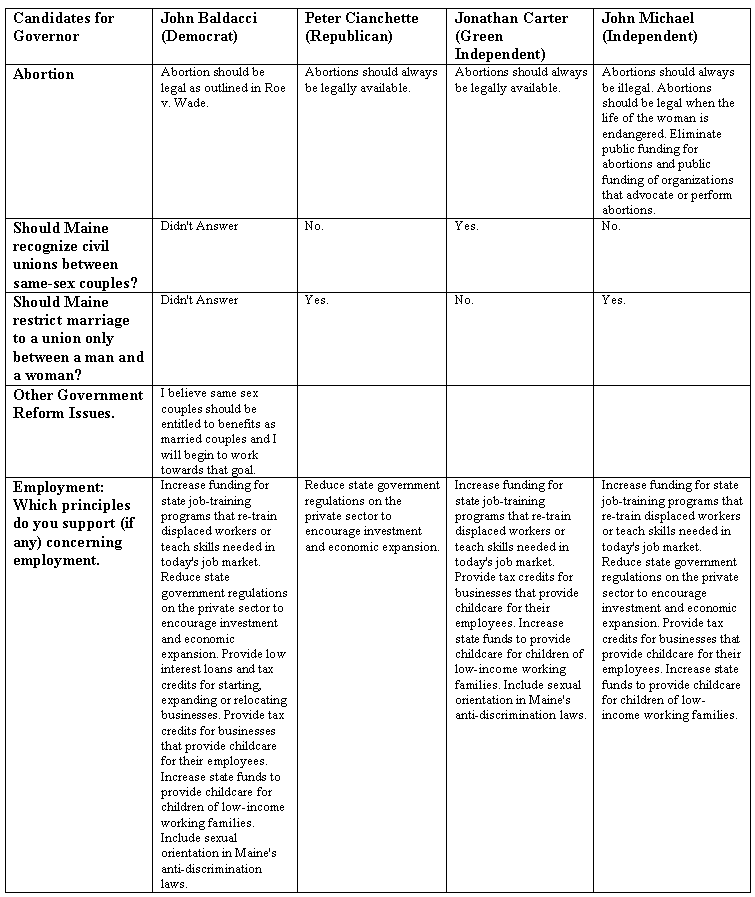 Candidates for
Governor
John Baldacci
(Democrat)
Peter Cianchette
(Republican)
Jonathan Carter
(Green
Independent)
John Michael
(Independent)
Abortion
Abortion should be
legal as outlined in Roe
v. Wade.
Abortions should always
be legally available.
Abortions should always
be legally available.
Abortions should always
be illegal. Abortions
should be legal when the
life of the woman is
endangered. Eliminate
public funding for
abortions and public
funding of organizations
that advocate or perform
abortions.
Should Maine
recognize civil
unions between
same-sex couples?
Didn't Answer
No.
Yes.
No.
Should Maine
restrict marriage
to a union only
between a man and
a woman?
Didn't Answer
Yes.
No.
Yes.
Other Government
Reform Issues.
I believe same sex
couples should be
entitled to benefits as
married couples and I
will begin to work
towards that goal.
Employment:
Which principles
do you support (if
any) concerning
employment.
Increase funding for
state job-training
programs that re-train
displaced workers or
teach skills needed in
today's job market.
Reduce state
government regulations
on the private sector to
encourage investment
and economic
expansion. Provide low
interest loans and tax
credits for starting,
expanding or relocating
businesses. Provide tax
credits for businesses
that provide childcare
for their employees.
Increase state funds to
provide childcare for
children of low-income
working families.
Include sexual
orientation in Maine's
anti-discrimination
laws.
Reduce state government
regulations on the
private sector to
encourage investment
and economic expansion.
Increase funding for
state job-training
programs that re-train
displaced workers or
teach skills needed in
today's job market.
Provide tax credits for
businesses that provide
childcare for their
employees. Increase
state funds to provide
childcare for children of
low-income working
families. Include sexual
orientation in Maine's
anti-discrimination laws.
Increase funding for state
job-training programs that
re-train displaced workers
or teach skills needed in
today's job market.
Reduce state government
regulations on the private
sector to encourage
investment and economic
expansion. Provide tax
credits for businesses that
provide childcare for their
employees. Increase state
funds to provide childcare
for children of low-
income working families.